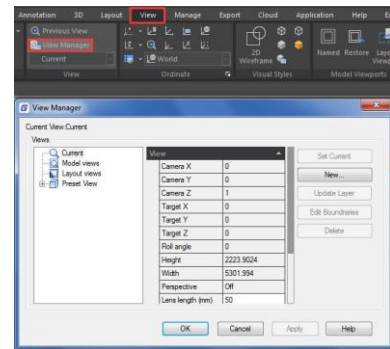 Annotation 3D Layout View Manage Export Cloud Application Help
Previous View
View Manager
Current World 2D Wireframe Named Restore
View Ordinate Visual Styles Model Viewports
View Manager
Current View:Current
Views
Current
Model views
Layout views
Preset View
View
Camera X 0
Camera Y 0
Camera Z 1
Target X 0
Target Y 0
Target Z 0
Roll angle 0
Height 2223.9024
Width 5301.994
Perspective Off
Lens length (mm) 50
Set Current
New...
Update Layer
Edit Boundaries
Delete
OK Cancel Apply Help